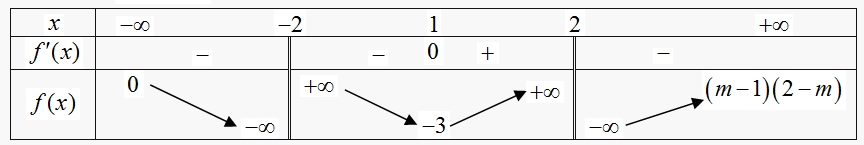 x −∞ −2 1 2 +∞
f′(x) − − 0 + −
0 +∞ +∞ (m−1)(2−m)
f(x)
−∞ −3 −∞